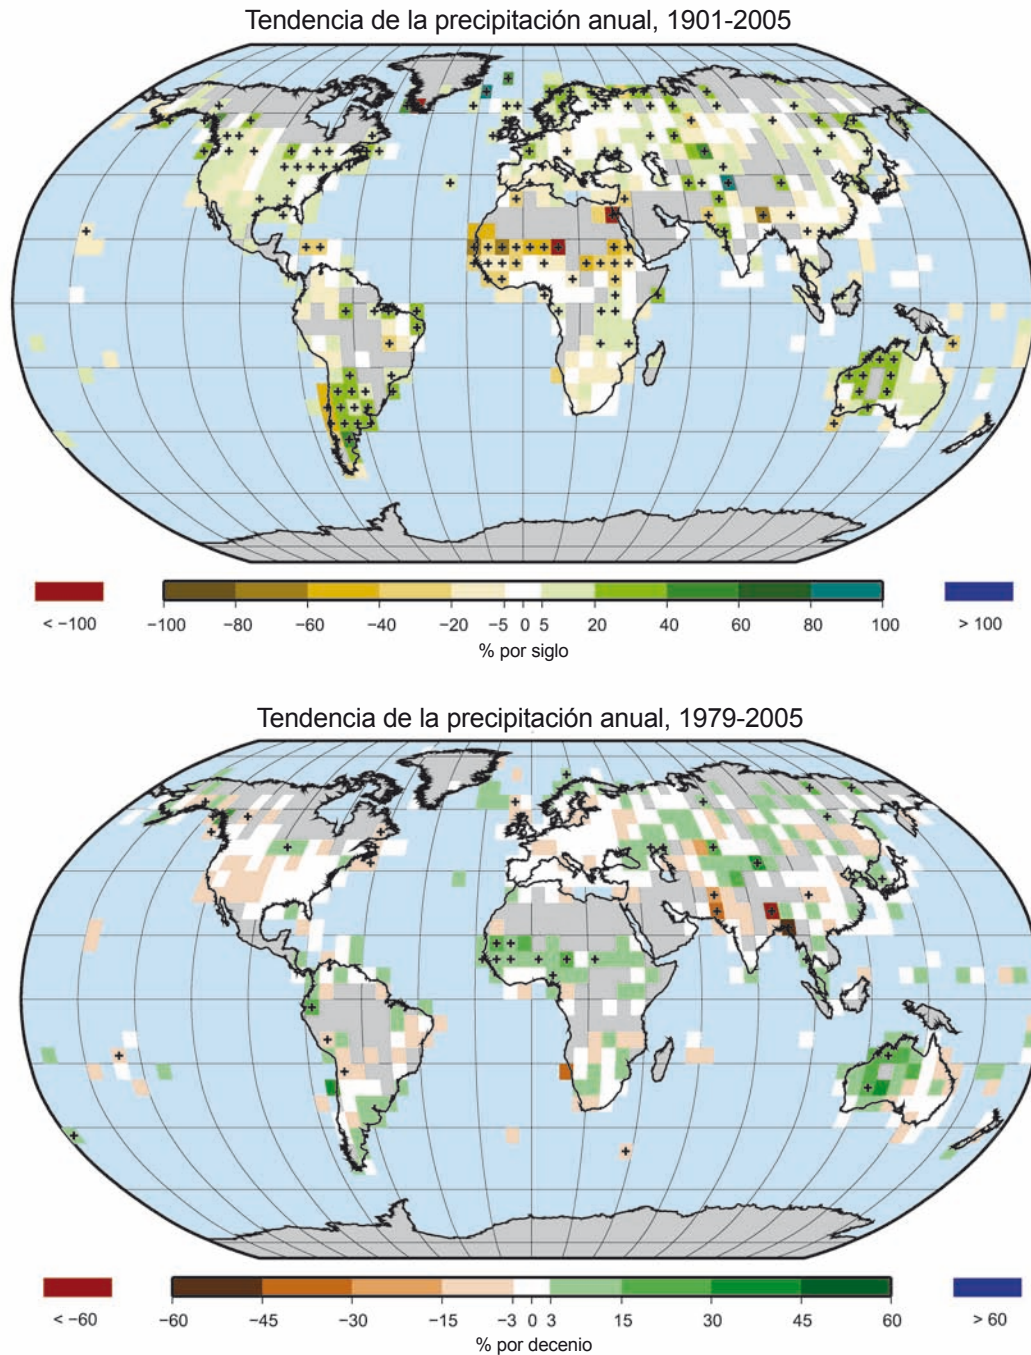 Tendencia de la precipitación anual, 1901-2005
< −100 −100 −80 −60 −40 −20 −5 0 5 20 40 60 80 100 > 100
% por siglo
Tendencia de la precipitación anual, 1979-2005
< −60 −60 −45 −30 −15 −3 0 3 15 30 45 60 > 60
% por decenio